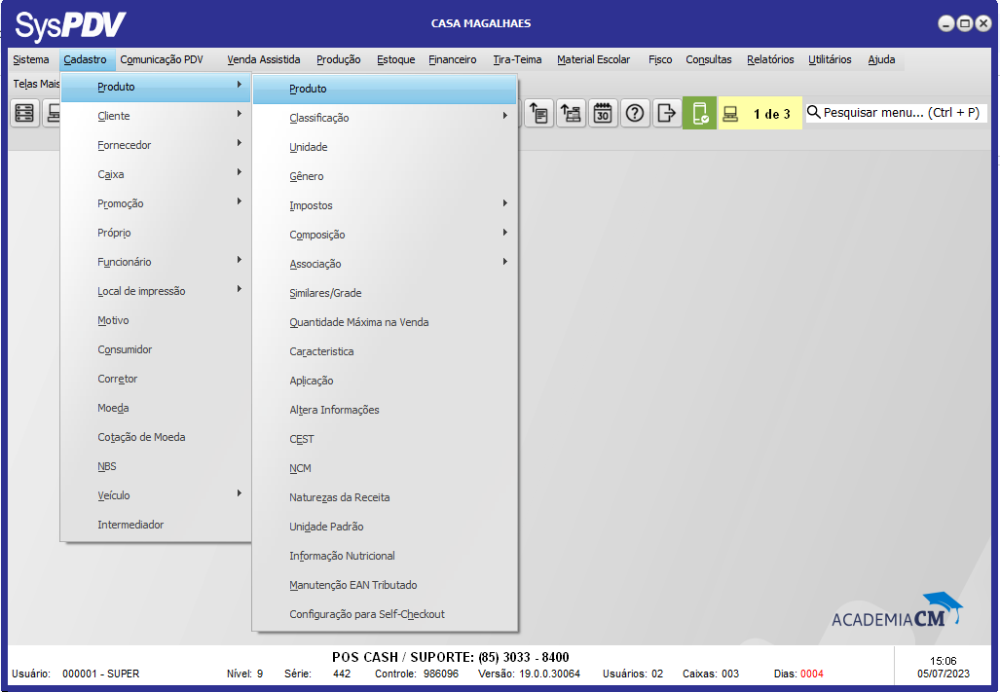 SysPDV
CASA MAGALHAES
Sistema Cadastro Comunicação PDV Venda Assistida Produção Estoque Financeiro Tira-Teima Material Escolar Fisco Consultas Relatórios Utilitários Ajuda
Telas Mais
30 ? 1 de 3 Pesquisar menu... (Ctrl + P)
Produto
Cliente
Fornecedor
Caixa
Promoção
Próprio
Funcionário
Local de impressão
Motivo
Consumidor
Corretor
Moeda
Cotação de Moeda
NBS
Veículo
Intermediador
Produto
Classificação
Unidade
Gênero
Impostos
Composição
Associação
Similares/Grade
Quantidade Máxima na Venda
Caracteristica
Aplicação
Altera Informações
CEST
NCM
Naturezas da Receita
Unidade Padrão
Informação Nutricional
Manutenção EAN Tributado
Configuração para Self-Checkout
ACADEMIACM
POS CASH / SUPORTE: (85) 3033 - 8400
Usuário: 000001 - SUPER Nível: 9 Série: 442 Controle: 986096 Versão: 19.0.0.30064 Usuários: 02 Caixas: 003 Dias: 0004
15:06
05/07/2023